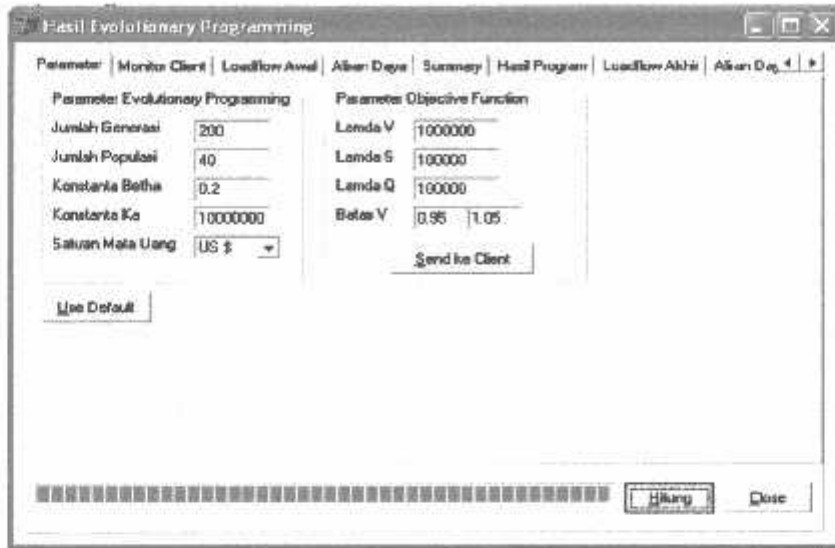 Hasil Evolutionary Programming
Parameter | Monitor Client | Loadflow Awal | Aliran Daya | Summary | Hasil Program | Loadflow Akhir | Aliran Day
Parameter Evolutionary Programming
Jumlah Generasi 200
Jumlah Populasi 40
Konstanta Betha 0.2
Konstanta Ka 10000000
Satuan Mata Uang US $
Parameter Objective Function
Lamda V 1000000
Lamda S 100000
Lamda Q 100000
Batas V 0.95 1.05
Send ke Client
Use Default
Hitung Close